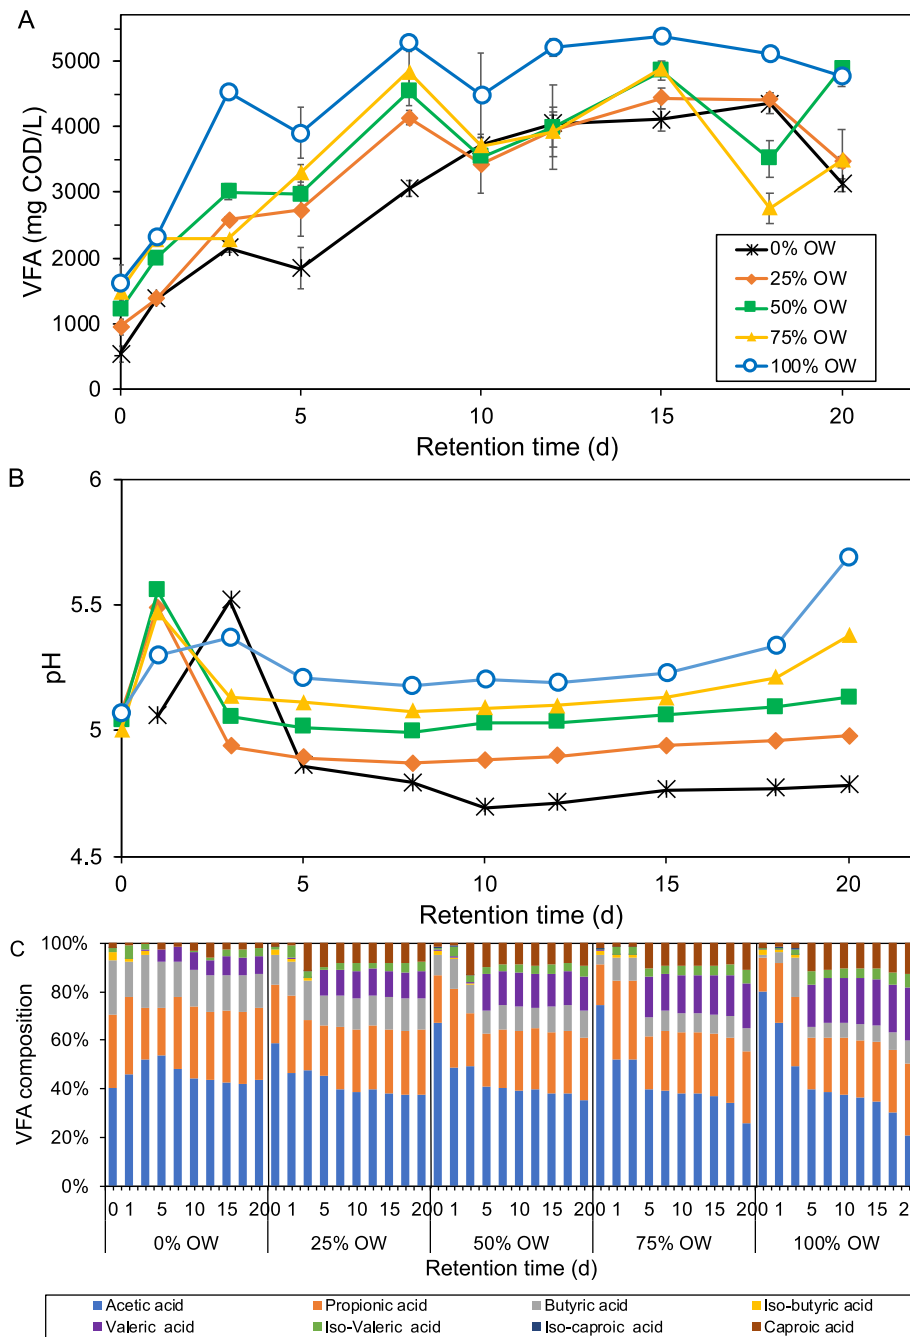 A
VFA (mg COD/L)
5000
4000
3000
2000
1000
0
0% OW
25% OW
50% OW
75% OW
100% OW
0 5 10 15 20
Retention time (d)
B
pH
6
5.5
5
4.5
0 5 10 15 20
Retention time (d)
C
VFA composition
100%
80%
60%
40%
20%
0%
0 1 5 10 15 20 0 1 5 10 15 20 0 1 5 10 15 20 0 1 5 10 15 20 0 1 5 10 15 2
0% OW 25% OW 50% OW 75% OW 100% OW
Retention time (d)
Acetic acid Propionic acid Butyric acid Iso-butyric acid
Valeric acid Iso-Valeric acid Iso-caproic acid Caproic acid